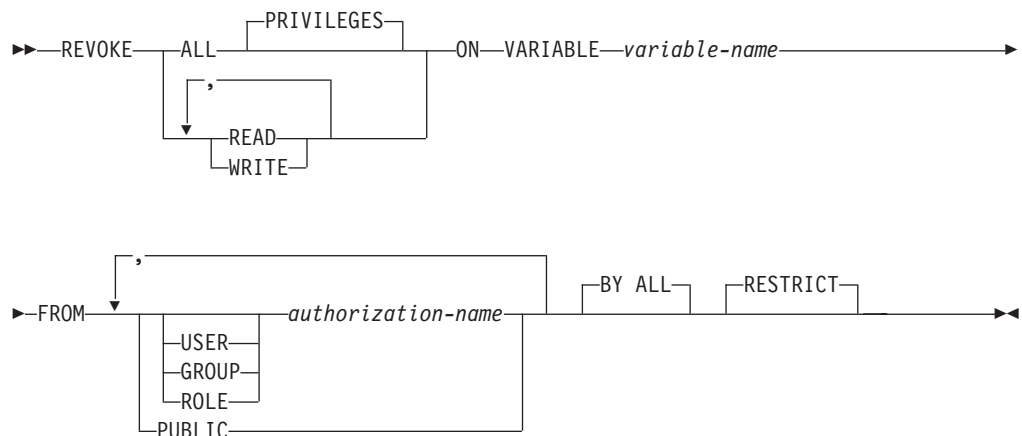 PRIVILEGES
REVOKE ALL ON VARIABLE variable-name
,
READ
WRITE
,
BY ALL RESTRICT
FROM authorization-name
USER
GROUP
ROLE
PUBLIC